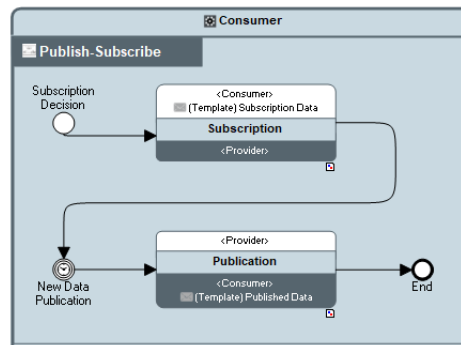 Consumer
Publish-Subscribe
Subscription
Decision
<Consumer>
(Template) Subscription Data
Subscription
<Provider>
New Data
Publication
<Provider>
Publication
<Consumer>
(Template) Published Data
End